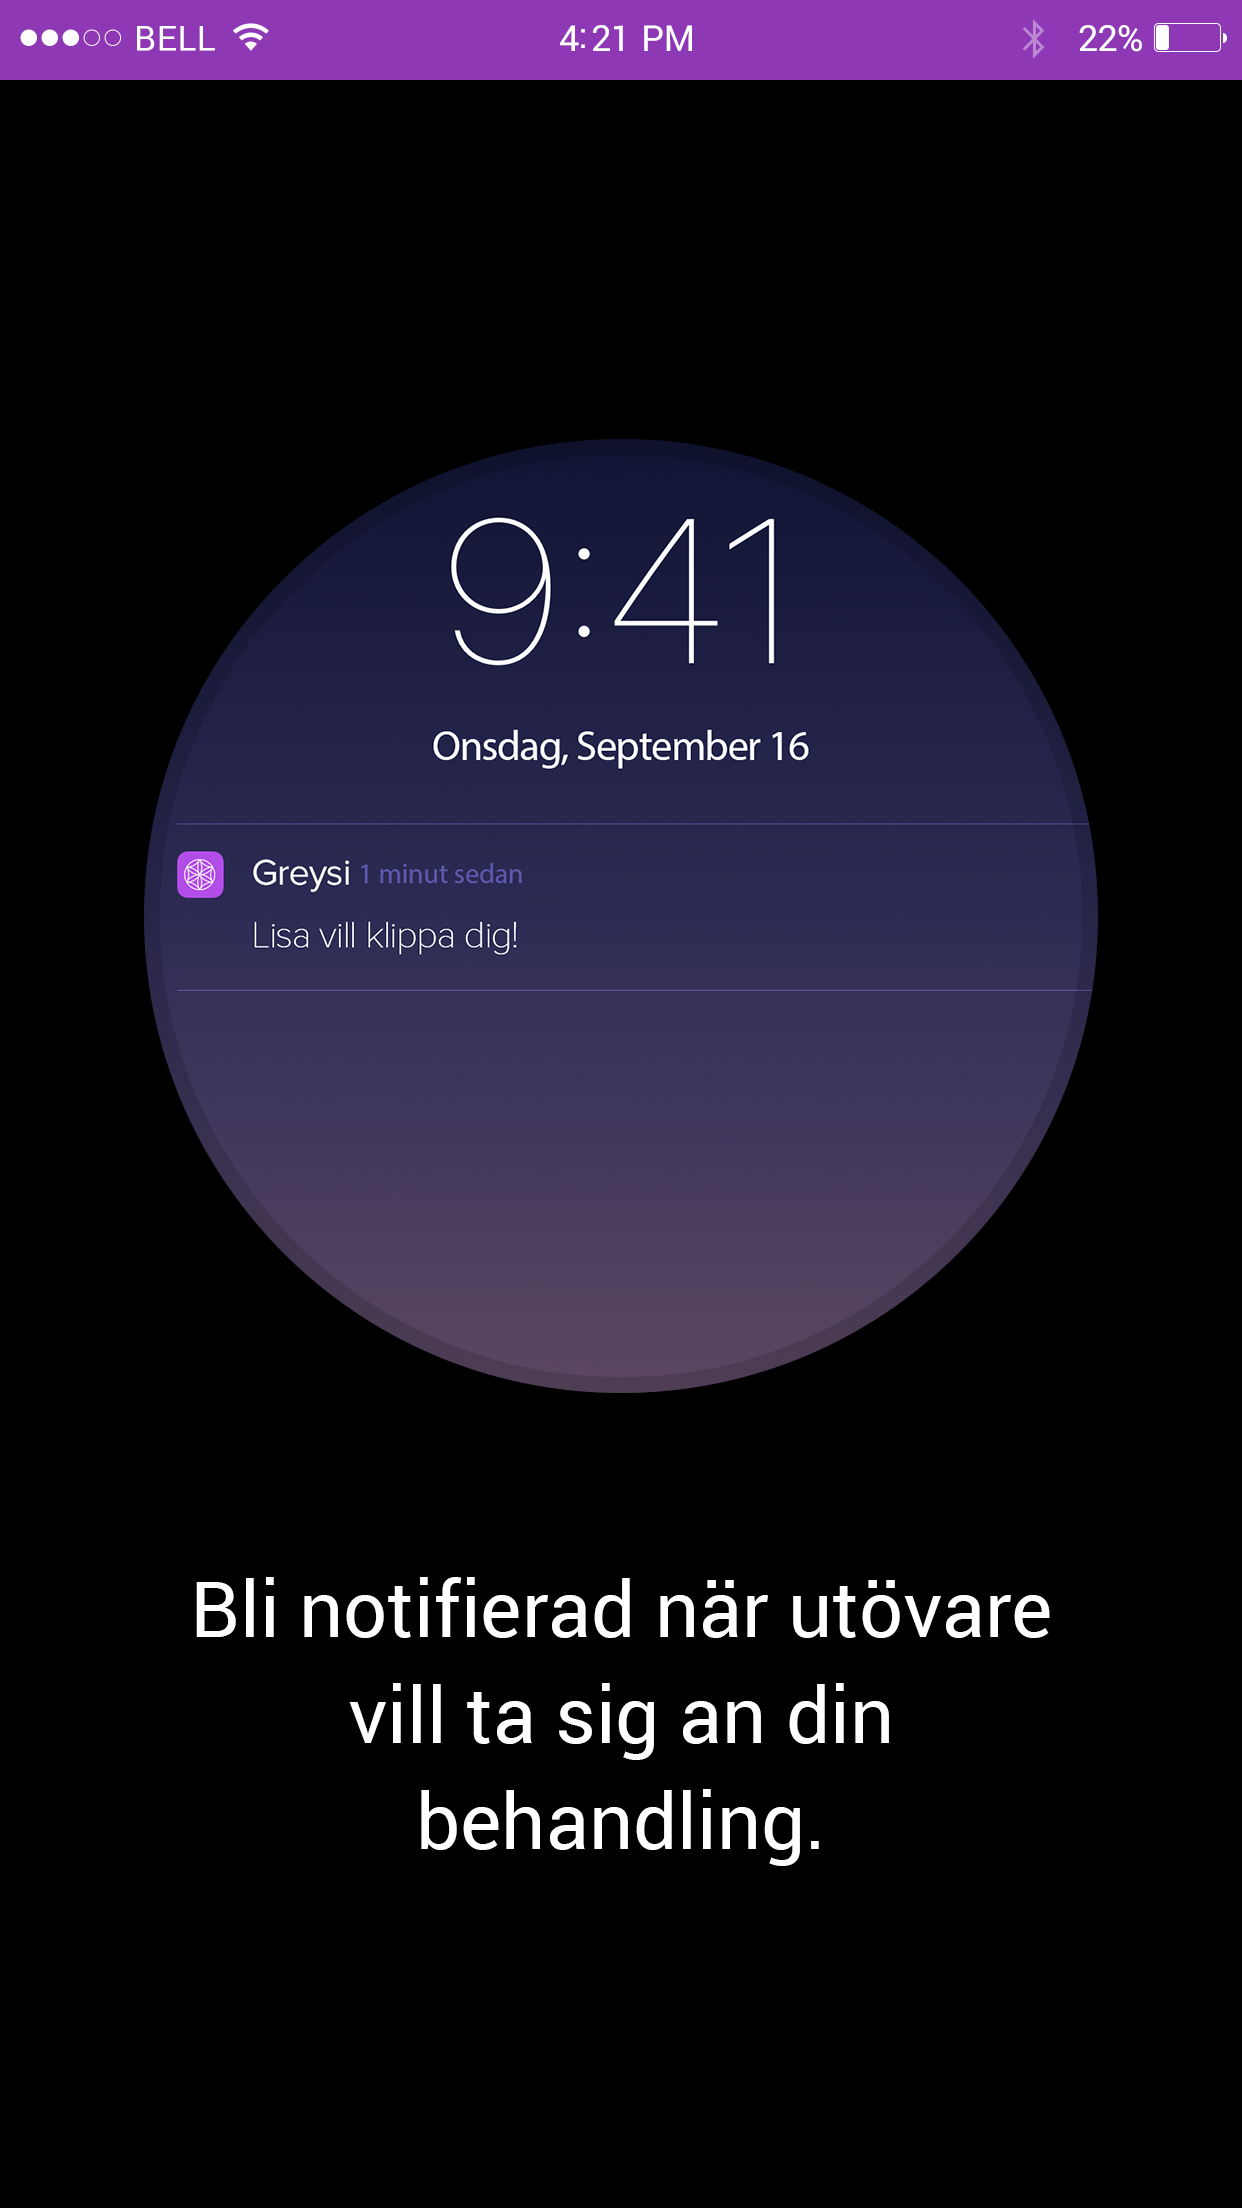 BELL 4:21 PM 22%
9:41
Onsdag, September 16
Greysi 1 minut sedan
Lisa vill klippa dig!
Bli notifierad när utövare
vill ta sig an din
behandling.